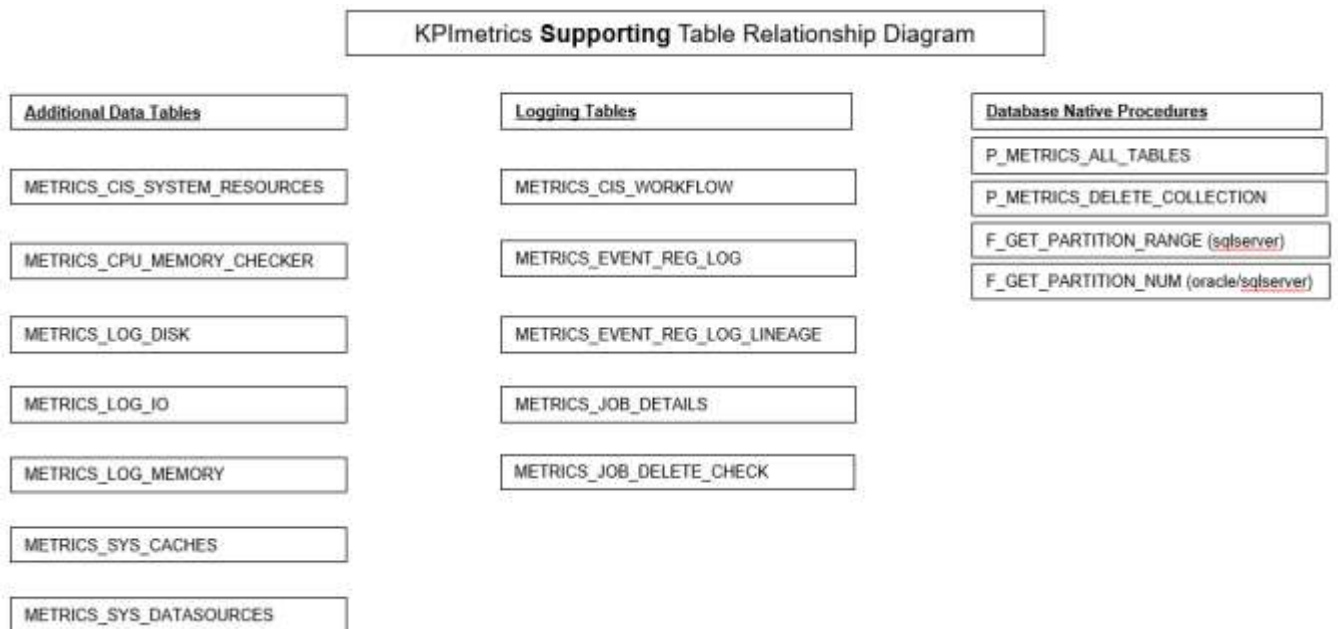 KPImetrics Supporting Table Relationship Diagram
Additional Data Tables
METRICS_CIS_SYSTEM_RESOURCES
METRICS_CPU_MEMORY_CHECKER
METRICS_LOG_DISK
METRICS_LOG_IO
METRICS_LOG_MEMORY
METRICS_SYS_CACHES
METRICS_SYS_DATASOURCES
Logging Tables
METRICS_CIS_WORKFLOW
METRICS_EVENT_REG_LOG
METRICS_EVENT_REG_LOG_LINEAGE
METRICS_JOB_DETAILS
METRICS_JOB_DELETE_CHECK
Database Native Procedures
P_METRICS_ALL_TABLES
P_METRICS_DELETE_COLLECTION
F_GET_PARTITION_RANGE (sqlserver)
F_GET_PARTITION_NUM (oracle/sqlserver)